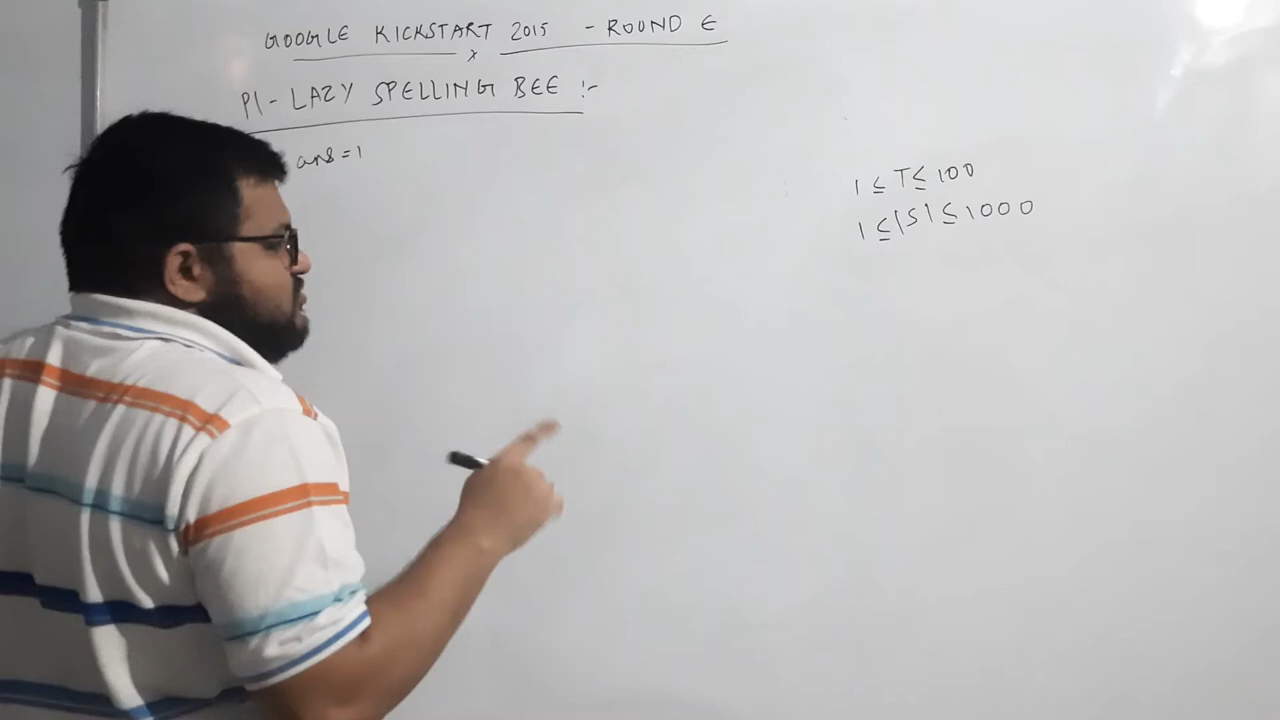 GOOGLE KICKSTART 2015 - ROUND E
x
P1 - LAZY SPELLING BEE :-
ans = 1
1 ≤ T ≤ 100
1 ≤ |S| ≤ 1000